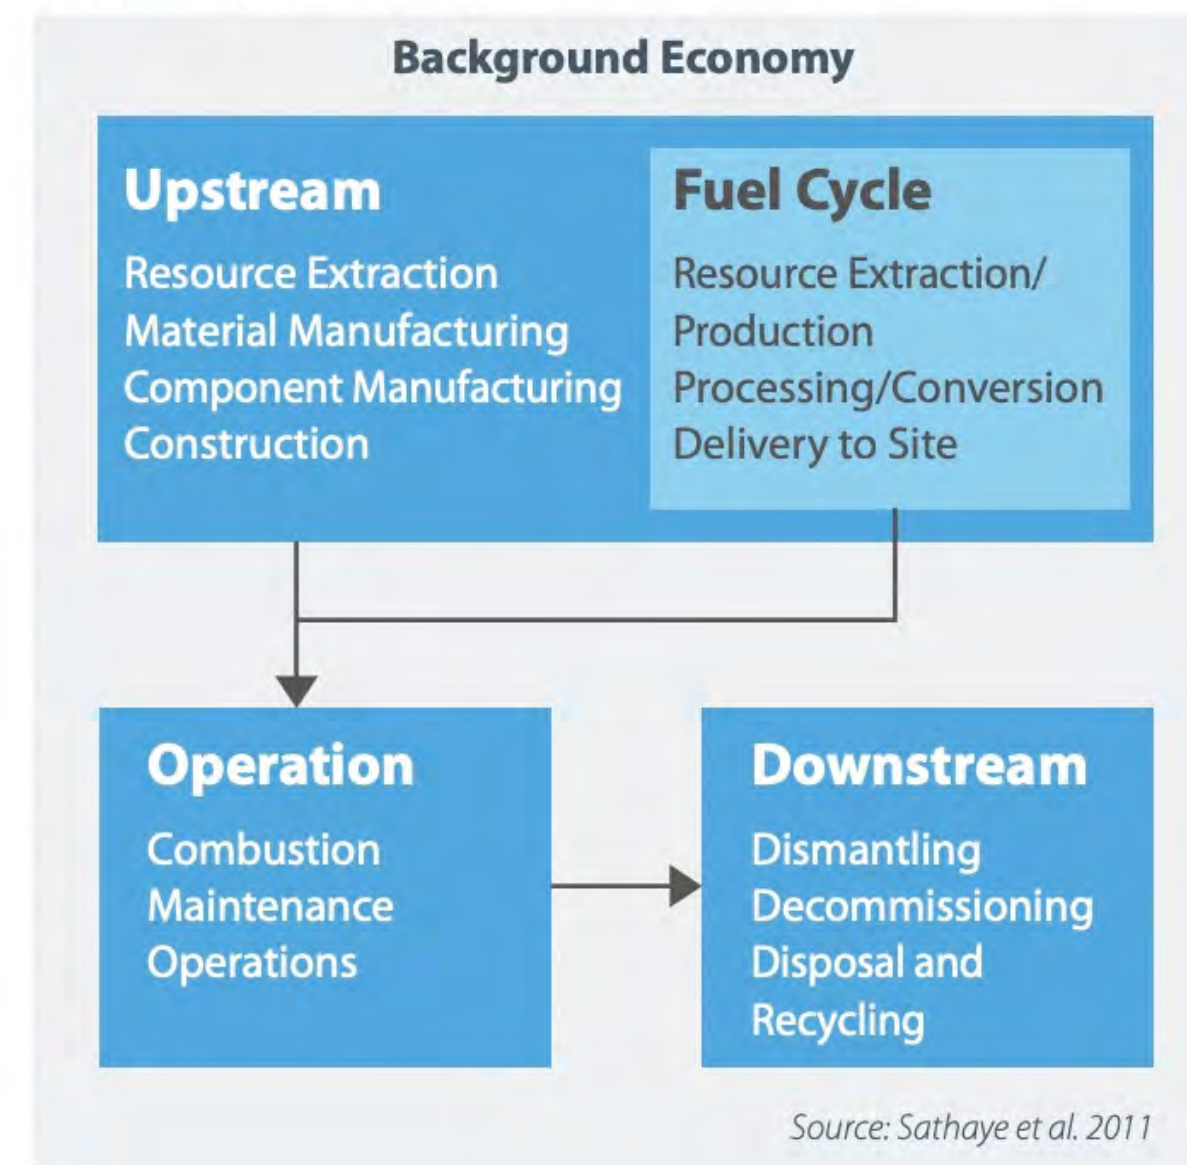 Background Economy
Upstream
Resource Extraction
Material Manufacturing
Component Manufacturing
Construction
Fuel Cycle
Resource Extraction/
Production
Processing/Conversion
Delivery to Site
Operation
Combustion
Maintenance
Operations
Downstream
Dismantling
Decommissioning
Disposal and
Recycling
Source: Sathaye et al. 2011